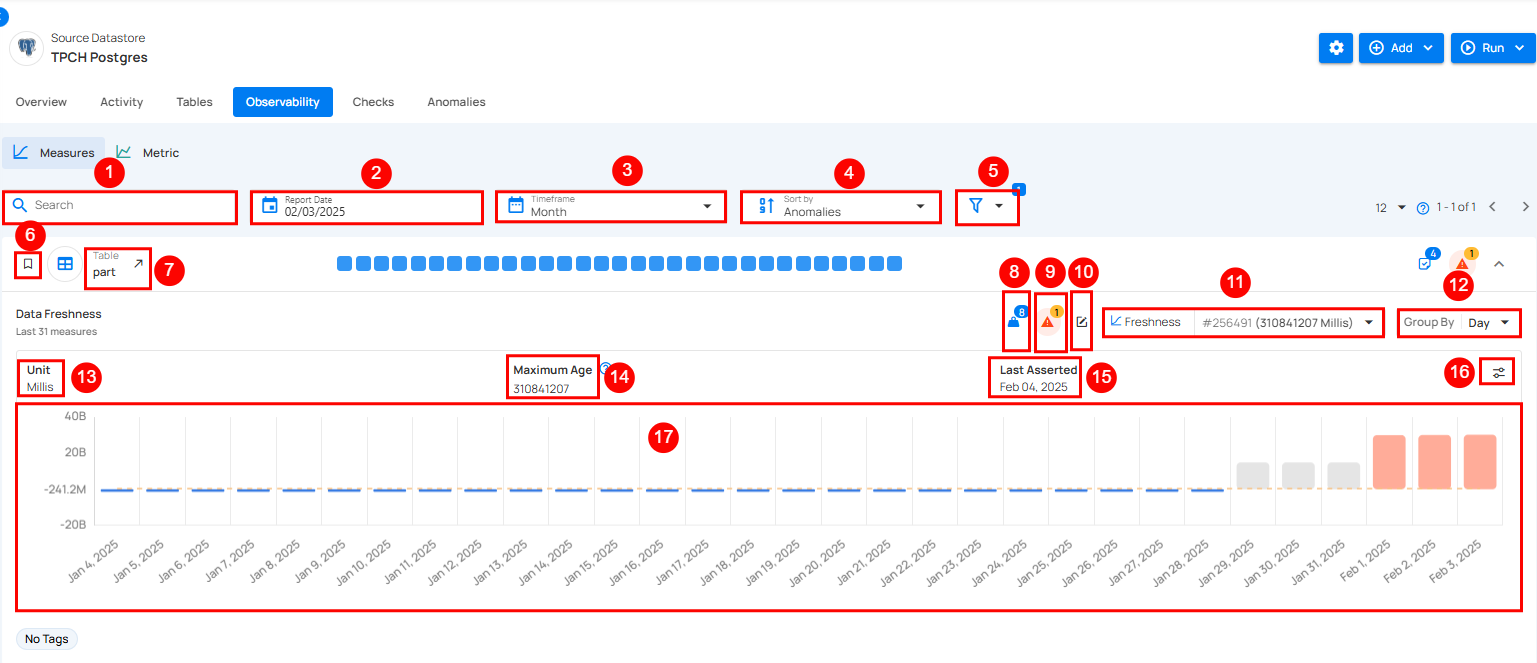 Source Datastore
TPCH Postgres
Add
Run
Overview
Activity
Tables
Observability
Checks
Anomalies
Measures
Metric
1
2
3
4
5
Search
Report Date
02/03/2025
Timeframe
Month
Sort by
Anomalies
1
12
1 - 1 of 1
6
Table
part
7
4
1
8
9
10
11
12
Data Freshness
Last 31 measures
8
1
Freshness
#256491 (310841207 Millis)
Group By
Day
Unit
Millis
13
Maximum Age
310841207
14
Last Asserted
Feb 04, 2025
15
16
17
40B
20B
-241.2M
-20B
Jan 4, 2025
Jan 5, 2025
Jan 6, 2025
Jan 7, 2025
Jan 8, 2025
Jan 9, 2025
Jan 10, 2025
Jan 11, 2025
Jan 12, 2025
Jan 13, 2025
Jan 14, 2025
Jan 15, 2025
Jan 16, 2025
Jan 17, 2025
Jan 18, 2025
Jan 19, 2025
Jan 20, 2025
Jan 21, 2025
Jan 22, 2025
Jan 23, 2025
Jan 24, 2025
Jan 25, 2025
Jan 26, 2025
Jan 27, 2025
Jan 28, 2025
Jan 29, 2025
Jan 30, 2025
Jan 31, 2025
Feb 1, 2025
Feb 2, 2025
Feb 3, 2025
No Tags